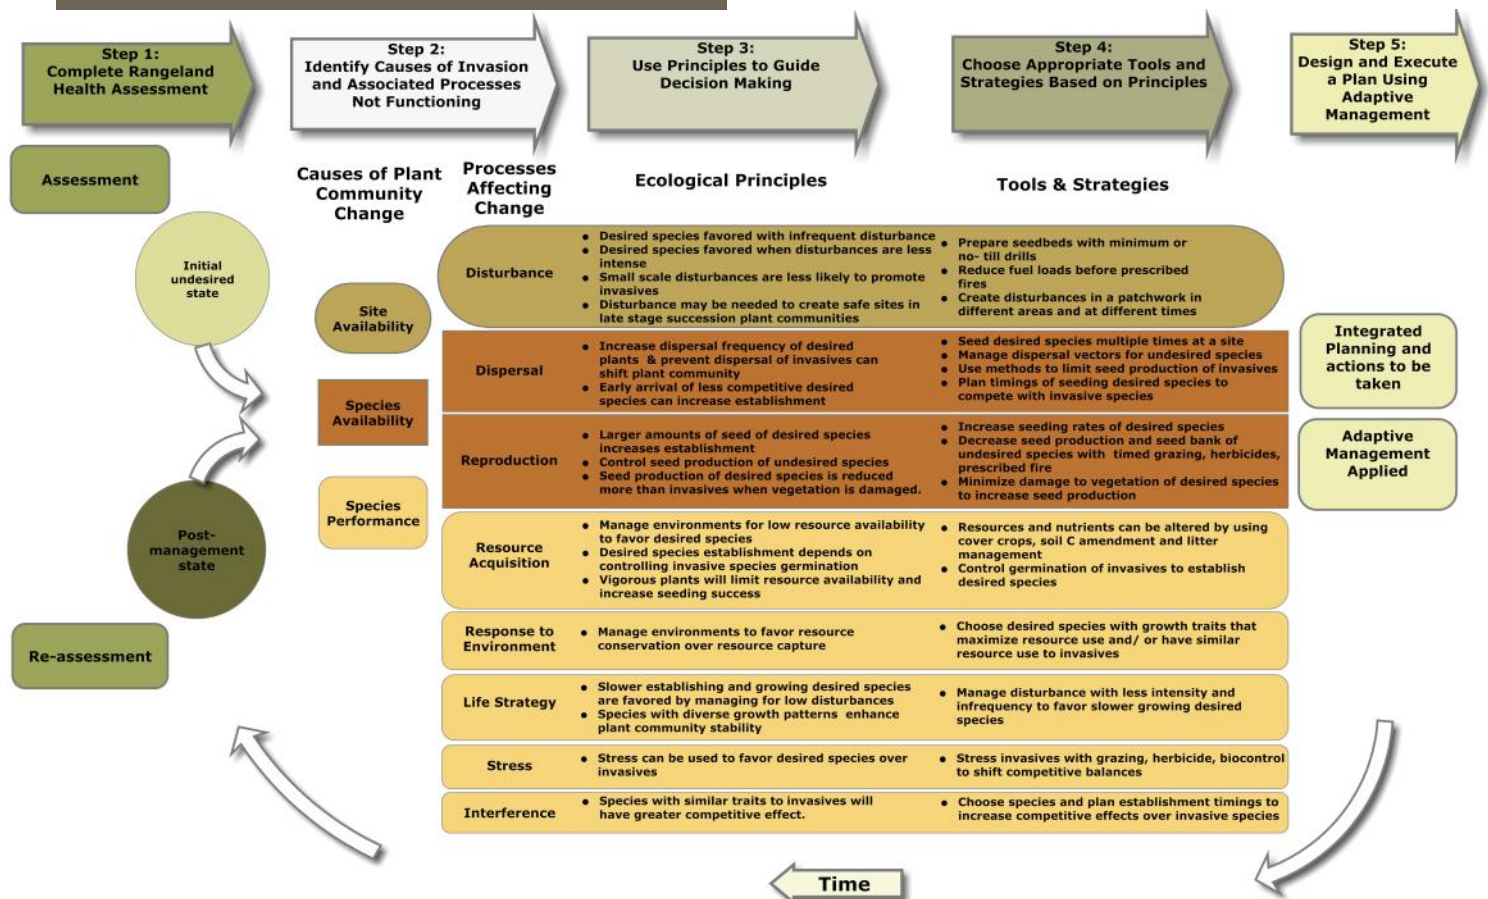 Step 1:
Complete Rangeland
Health Assessment
Step 2:
Identify Causes of Invasion
and Associated Processes
Not Functioning
Step 3:
Use Principles to Guide
Decision Making
Step 4:
Choose Appropriate Tools and
Strategies Based on Principles
Step 5:
Design and Execute
a Plan Using
Adaptive
Management
Assessment
Initial
undesired
state
Post-
management
state
Re-assessment
Causes of Plant
Community
Change
Site
Availability
Species
Availability
Species
Performance
Processes
Affecting
Change
Ecological Principles
Tools & Strategies
Disturbance
• Desired species favored with infrequent disturbance
• Desired species favored when disturbances are less
intense
• Small scale disturbances are less likely to promote
invasives
• Disturbance may be needed to create safe sites in
late stage succession plant communities
• Prepare seedbeds with minimum or
no- till drills
• Reduce fuel loads before prescribed
fires
• Create disturbances in a patchwork in
different areas and at different times
Dispersal
• Increase dispersal frequency of desired
plants & prevent dispersal of invasives can
shift plant community
• Early arrival of less competitive desired
species can increase establishment
• Seed desired species multiple times at a site
• Manage dispersal vectors for undesired species
• Use methods to limit seed production of invasives
• Plan timings of seeding desired species to
compete with invasive species
Reproduction
• Larger amounts of seed of desired species
increases establishment
• Control seed production of undesired species
• Seed production of desired species is reduced
more than invasives when vegetation is damaged.
• Increase seeding rates of desired species
• Decrease seed production and seed bank of
undesired species with timed grazing, herbicides,
prescribed fire
• Minimize damage to vegetation of desired species
to increase seed production
Resource
Acquisition
• Manage environments for low resource availability
to favor desired species
• Desired species establishment depends on
controlling invasive species germination
• Vigorous plants will limit resource availability and
increase seeding success
• Resources and nutrients can be altered by using
cover crops, soil C amendment and litter
management
• Control germination of invasives to establish
desired species
Response to
Environment
• Manage environments to favor resource
conservation over resource capture
• Choose desired species with growth traits that
maximize resource use and/ or have similar
resource use to invasives
Life Strategy
• Slower establishing and growing desired species
are favored by managing for low disturbances
• Species with diverse growth patterns enhance
plant community stability
• Manage disturbance with less intensity and
infrequency to favor slower growing desired
species
Stress
• Stress can be used to favor desired species over
invasives
• Stress invasives with grazing, herbicide, biocontrol
to shift competitive balances
Interference
• Species with similar traits to invasives will
have greater competitive effect.
• Choose species and plan establishment timings to
increase competitive effects over invasive species
Integrated
Planning and
actions to be
taken
Adaptive
Management
Applied
Time